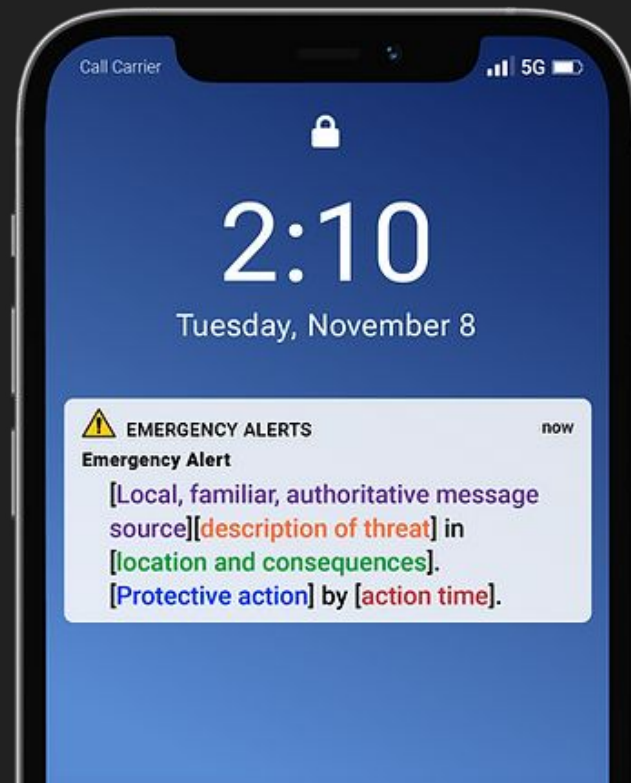 Call Carrier 5G
2:10
Tuesday, November 8
EMERGENCY ALERTS now
Emergency Alert
[Local, familiar, authoritative message
source][description of threat] in
[location and consequences].
[Protective action] by [action time].